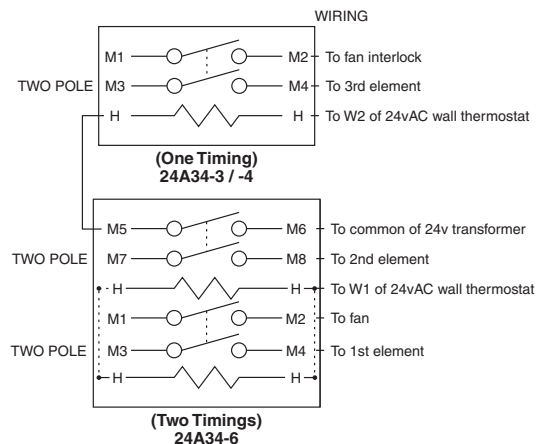 WIRING
M1 M2 To fan interlock
TWO POLE M3 M4 To 3rd element
H H To W2 of 24vAC wall thermostat
(One Timing)
24A34-3 / -4
M5 M6 To common of 24v transformer
TWO POLE M7 M8 To 2nd element
H H To W1 of 24vAC wall thermostat
M1 M2 To fan
TWO POLE M3 M4 To 1st element
H H
(Two Timings)
24A34-6